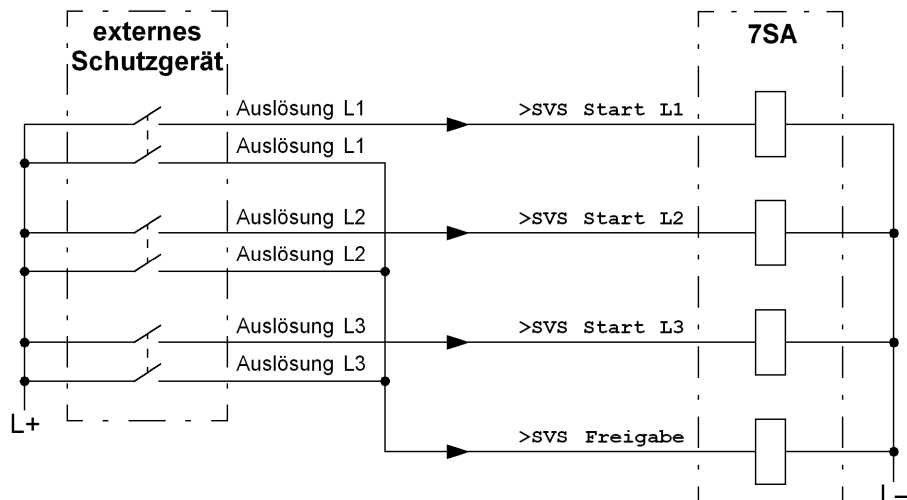 externes
Schutzgerät
7SA
Auslösung L1
>SVS Start L1
Auslösung L1
Auslösung L2
>SVS Start L2
Auslösung L2
Auslösung L3
>SVS Start L3
Auslösung L3
L+
>SVS Freigabe
L–